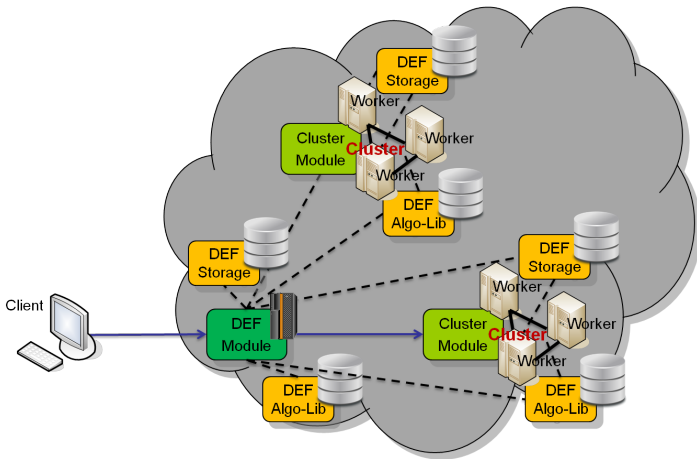 DEF
Storage
Worker
Cluster
Module
Cluster
Worker
Worker
DEF
Algo-Lib
DEF
Storage
DEF
Storage
Client
DEF
Module
Worker
Cluster
Module
Cluster
Worker
Worker
DEF
Algo-Lib
DEF
Algo-Lib